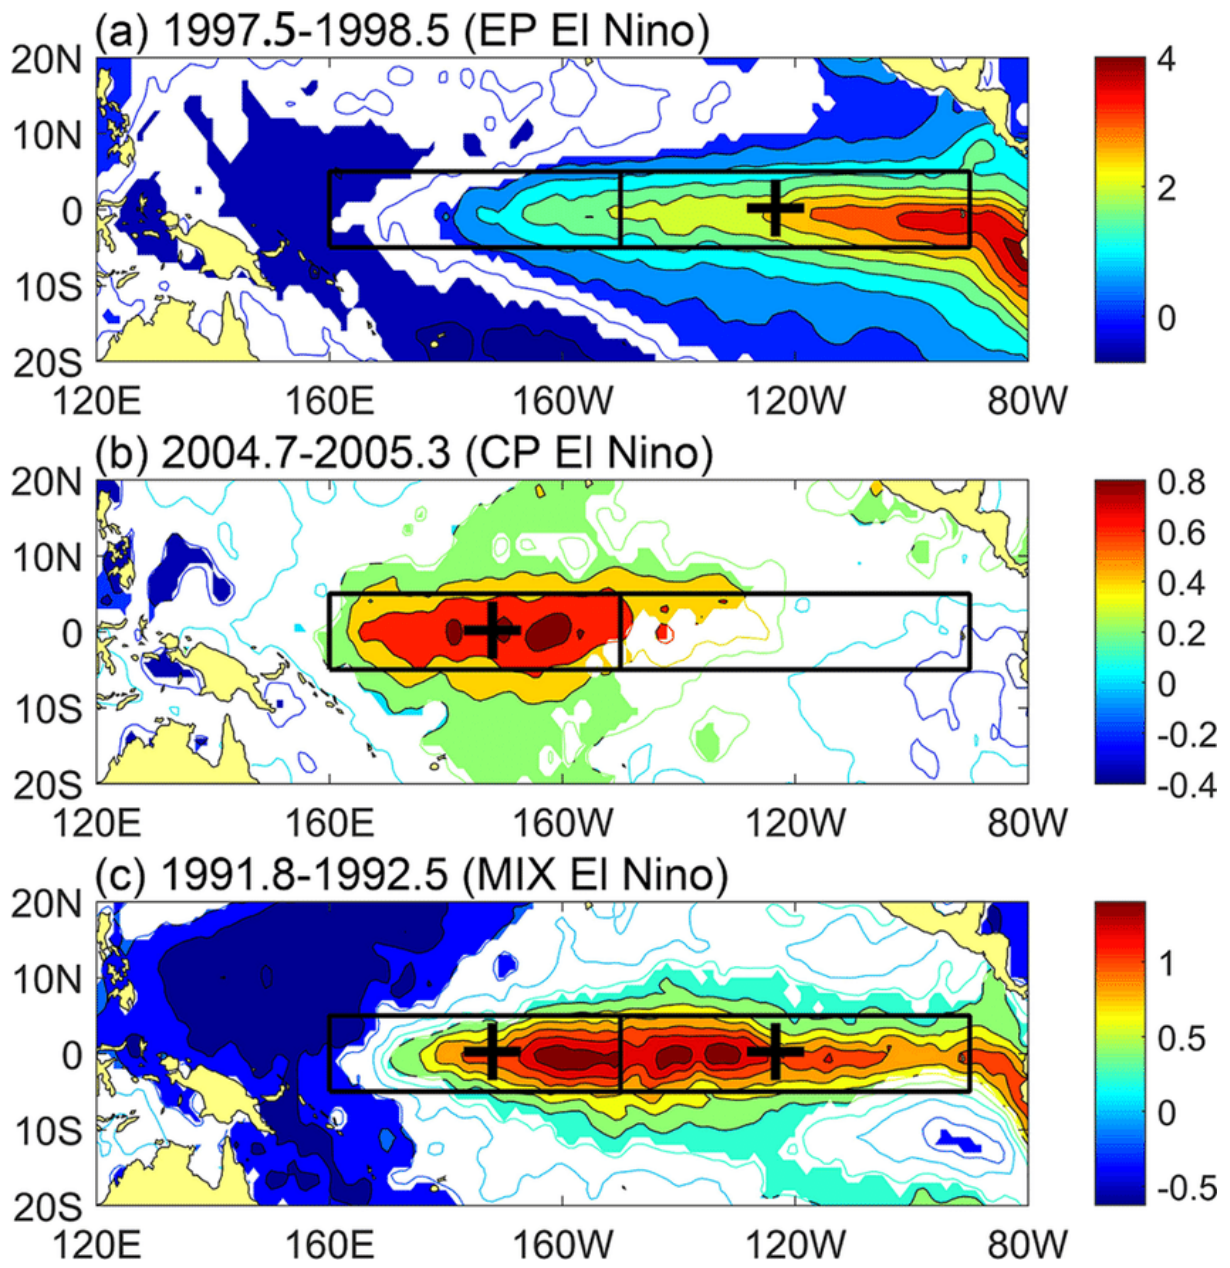 (a) 1997.5-1998.5 (EP El Nino)
20N
10N
0
10S
20S
120E 160E 160W 120W 80W
4
2
0
(b) 2004.7-2005.3 (CP El Nino)
20N
10N
0
10S
20S
120E 160E 160W 120W 80W
0.8
0.6
0.4
0.2
0
-0.2
-0.4
(c) 1991.8-1992.5 (MIX El Nino)
20N
10N
0
10S
20S
120E 160E 160W 120W 80W
1
0.5
0
-0.5